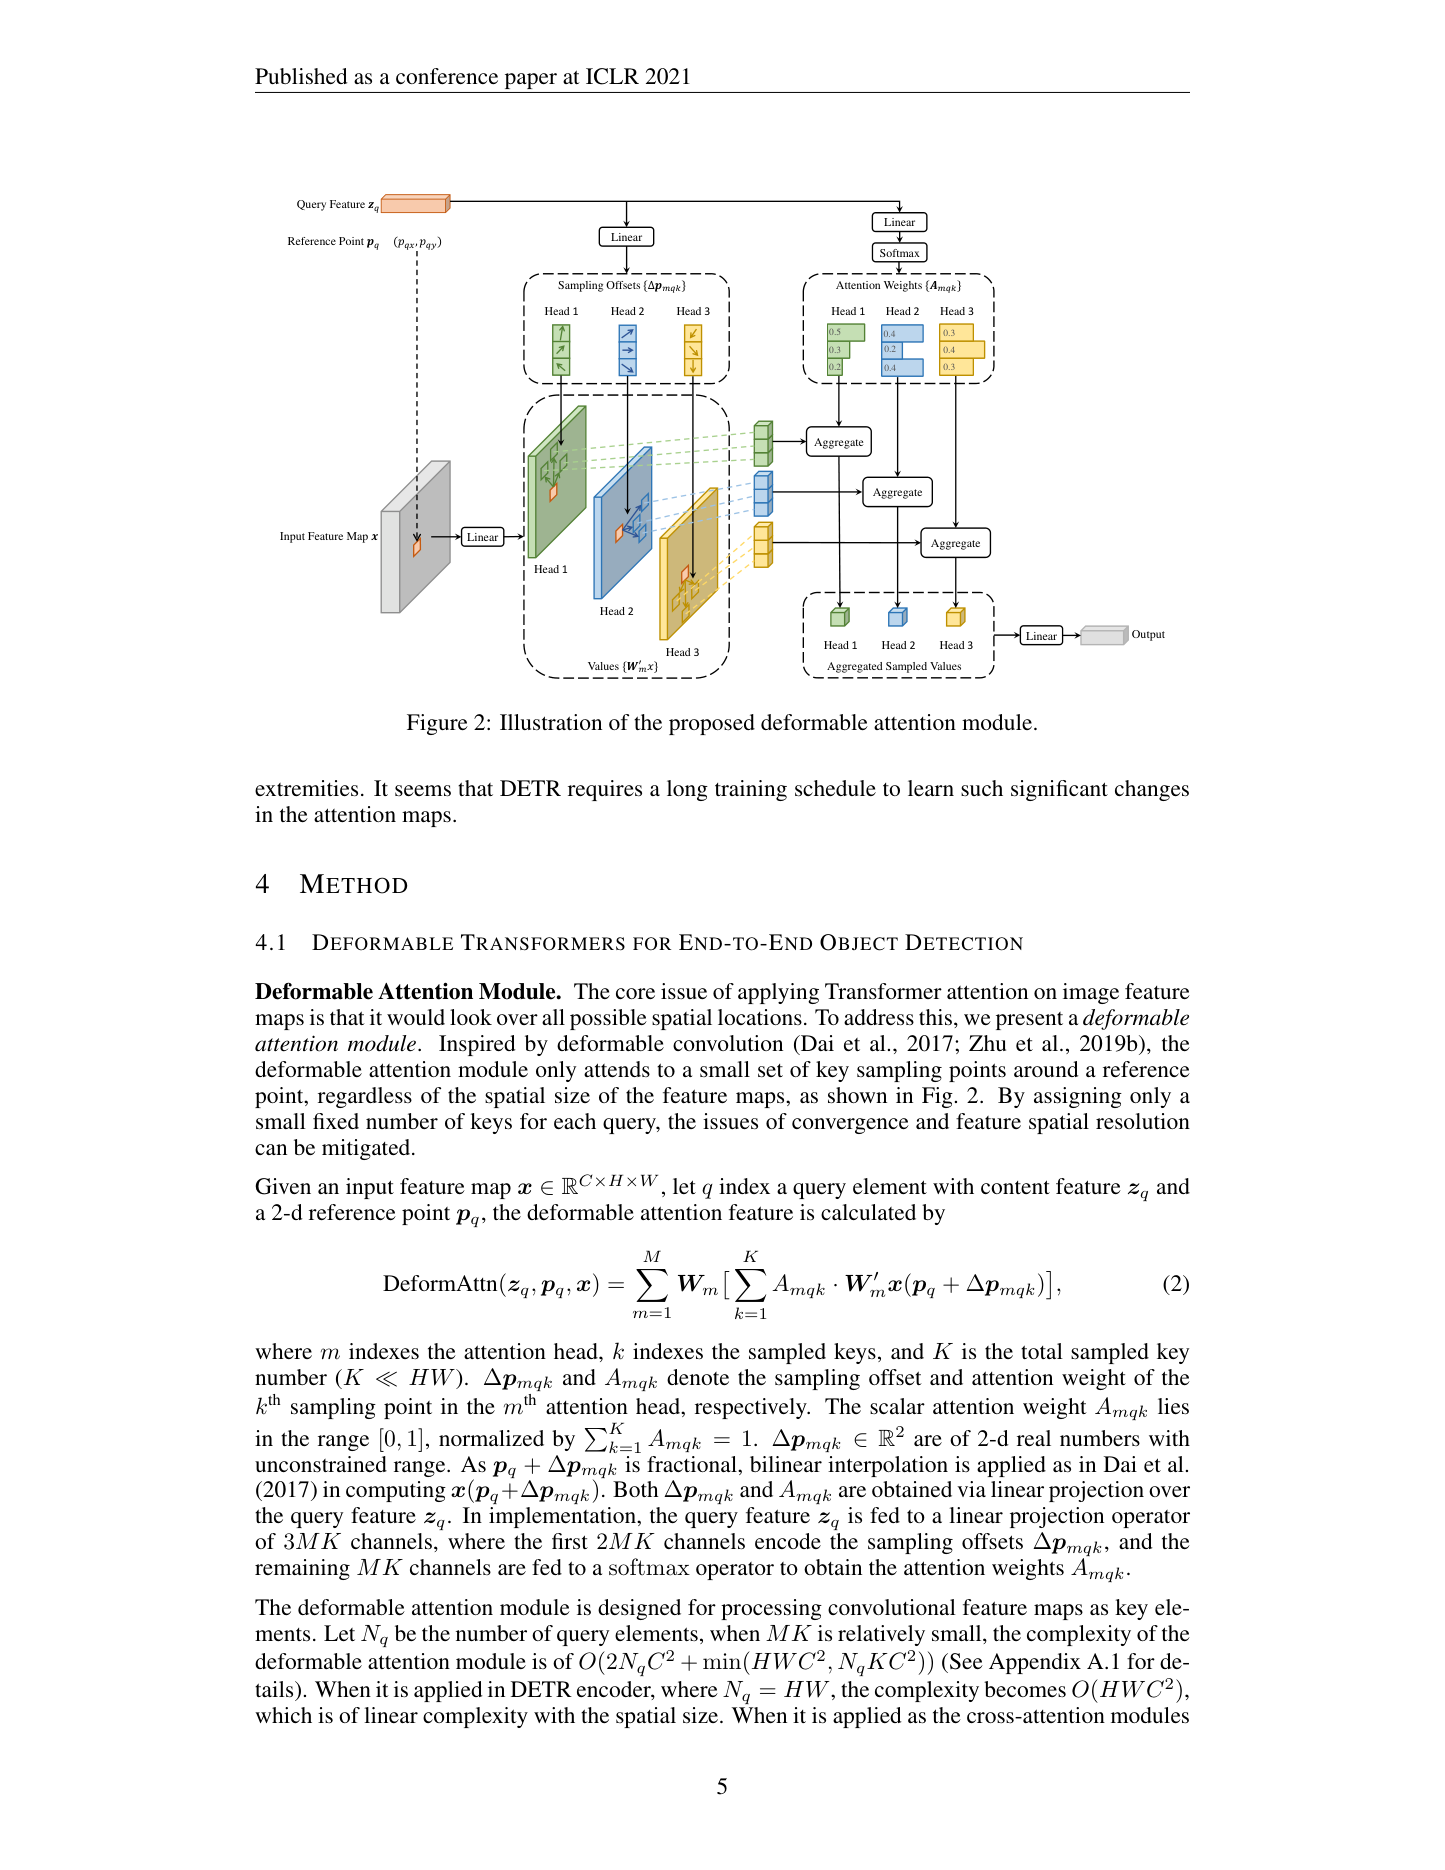 Published as a conference paper at ICLR 2021
Query Feature z_q
Reference Point p_q (p_qx, p_qy)
Linear
Linear
Softmax
Sampling Offsets {Δp_mqk}
Head 1 Head 2 Head 3
Attention Weights {A_mqk}
Head 1 Head 2 Head 3
0.5 0.4 0.3
0.3 0.2 0.4
0.2 0.4 0.3
Aggregate
Aggregate
Aggregate
Input Feature Map x
Linear
Head 1
Head 2
Head 3
Values {W'_m x}
Head 1 Head 2 Head 3
Aggregated Sampled Values
Linear
Output
Figure 2: Illustration of the proposed deformable attention module.
extremities. It seems that DETR requires a long training schedule to learn such significant changes
in the attention maps.
4 METHOD
4.1 DEFORMABLE TRANSFORMERS FOR END-TO-END OBJECT DETECTION
Deformable Attention Module. The core issue of applying Transformer attention on image feature
maps is that it would look over all possible spatial locations. To address this, we present a deformable
attention module. Inspired by deformable convolution (Dai et al., 2017; Zhu et al., 2019b), the
deformable attention module only attends to a small set of key sampling points around a reference
point, regardless of the spatial size of the feature maps, as shown in Fig. 2. By assigning only a
small fixed number of keys for each query, the issues of convergence and feature spatial resolution
can be mitigated.
Given an input feature map x ∈ ℝ^{C×H×W}, let q index a query element with content feature z_q and
a 2-d reference point p_q, the deformable attention feature is calculated by
DeformAttn(z_q, p_q, x) = ∑_{m=1}^{M} W_m [ ∑_{k=1}^{K} A_mqk · W'_m x(p_q + Δp_mqk) ], (2)
where m indexes the attention head, k indexes the sampled keys, and K is the total sampled key
number (K ≪ HW). Δp_mqk and A_mqk denote the sampling offset and attention weight of the
k^th sampling point in the m^th attention head, respectively. The scalar attention weight A_mqk lies
in the range [0, 1], normalized by ∑_{k=1}^{K} A_mqk = 1. Δp_mqk ∈ ℝ^2 are of 2-d real numbers with
unconstrained range. As p_q + Δp_mqk is fractional, bilinear interpolation is applied as in Dai et al.
(2017) in computing x(p_q+Δp_mqk). Both Δp_mqk and A_mqk are obtained via linear projection over
the query feature z_q. In implementation, the query feature z_q is fed to a linear projection operator
of 3MK channels, where the first 2MK channels encode the sampling offsets Δp_mqk, and the
remaining MK channels are fed to a softmax operator to obtain the attention weights A_mqk.
The deformable attention module is designed for processing convolutional feature maps as key ele-
ments. Let N_q be the number of query elements, when MK is relatively small, the complexity of the
deformable attention module is of O(2N_qC^2 + min(HWC^2, N_qKC^2)) (See Appendix A.1 for de-
tails). When it is applied in DETR encoder, where N_q = HW, the complexity becomes O(HWC^2),
which is of linear complexity with the spatial size. When it is applied as the cross-attention modules
5